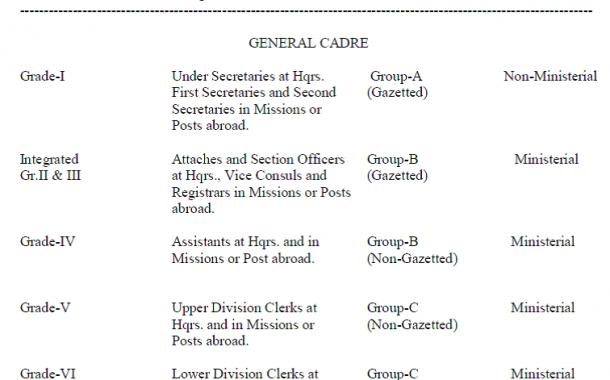 GENERAL CADRE
Grade-I Under Secretaries at Hqrs. Group-A Non-Ministerial
First Secretaries and Second (Gazetted)
Secretaries in Missions or
Posts abroad.
Integrated Attaches and Section Officers Group-B Ministerial
Gr.II & III at Hqrs., Vice Consuls and (Gazetted)
Registrars in Missions or Posts
abroad.
Grade-IV Assistants at Hqrs. and in Group-B Ministerial
Missions or Post abroad. (Non-Gazetted)
Grade-V Upper Division Clerks at Group-C Ministerial
Hqrs. and in Missions or (Non-Gazetted)
Posts abroad.
Grade-VI Lower Division Clerks at Group-C Ministerial